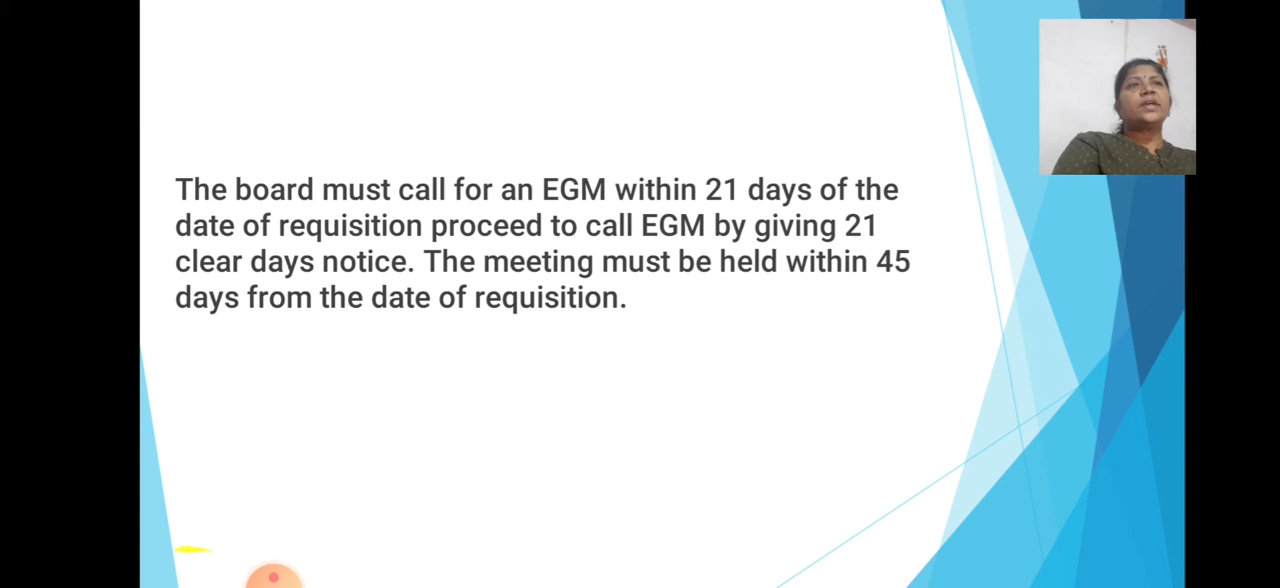 The board must call for an EGM within 21 days of the
date of requisition proceed to call EGM by giving 21
clear days notice. The meeting must be held within 45
days from the date of requisition.